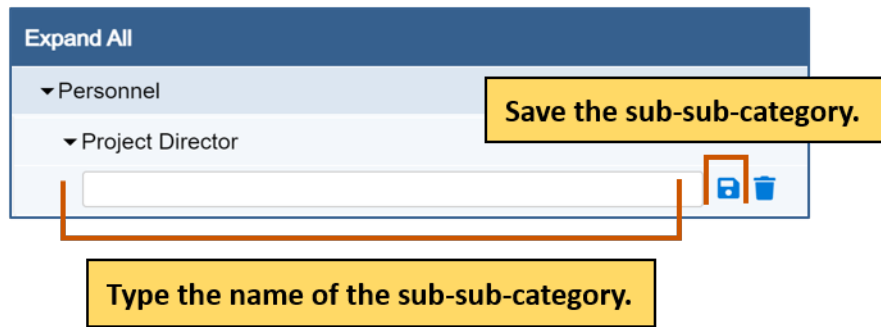 Expand All
Personnel
Save the sub-sub-category.
Project Director
Type the name of the sub-sub-category.